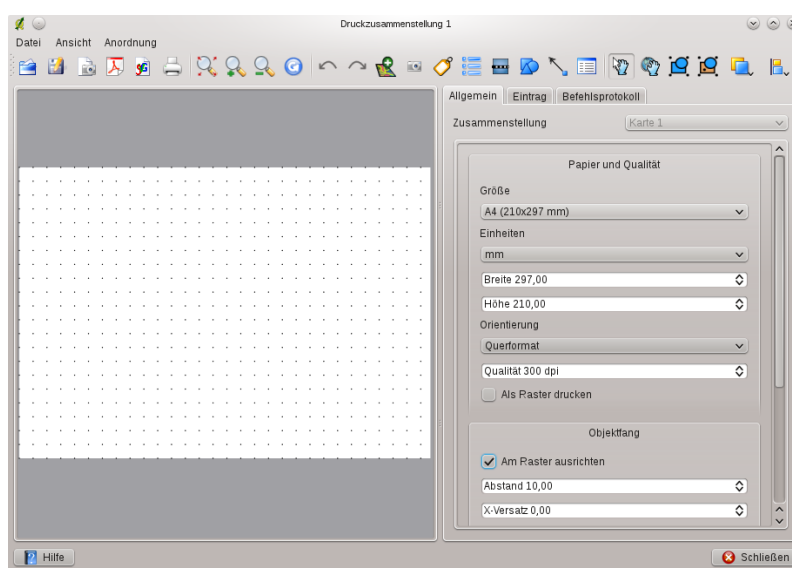 Druckzusammenstellung 1
Datei Ansicht Anordnung
Allgemein Eintrag Befehlsprotokoll
Zusammenstellung Karte 1
Papier und Qualität
Größe
A4 (210x297 mm)
Einheiten
mm
Breite 297,00
Höhe 210,00
Orientierung
Querformat
Qualität 300 dpi
Als Raster drucken
Objektfang
Am Raster ausrichten
Abstand 10,00
X-Versatz 0,00
Hilfe
Schließen